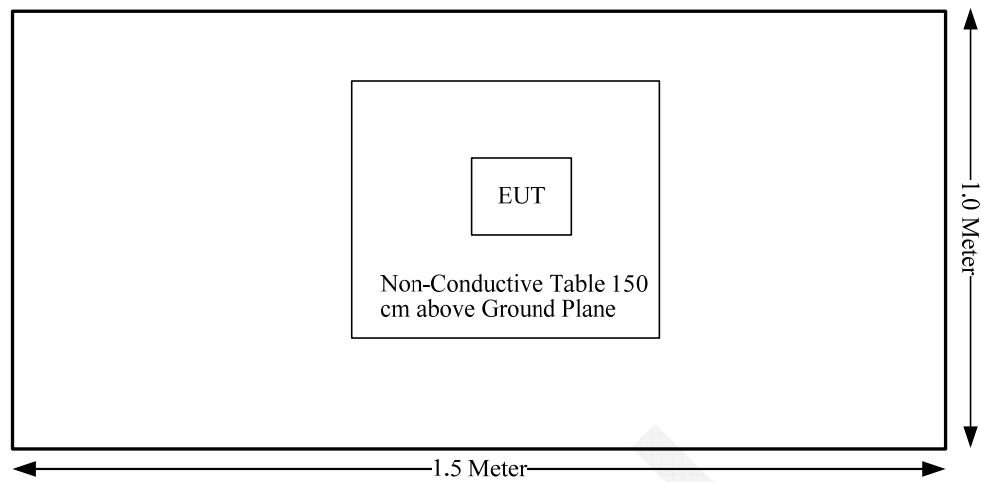 EUT
Non-Conductive Table 150
cm above Ground Plane
1.0 Meter
1.5 Meter